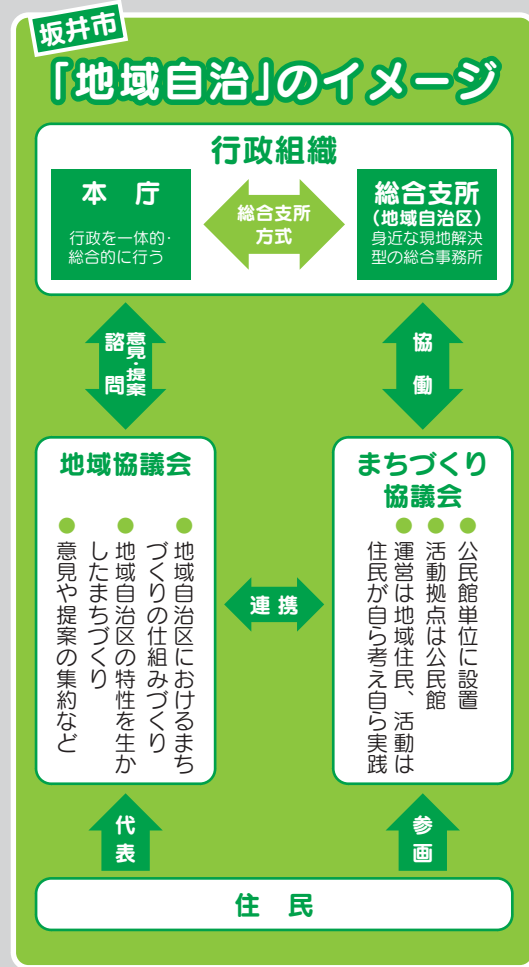 坂井市
「地域自治」のイメージ
行政組織
本庁
行政を一体的・
総合的に行う
総合支所
方式
総合支所
(地域自治区)
身近な現地解決
型の総合事務所
意見・提案
諮問
協働
地域協議会
● 地域自治区におけるまち
づくりの仕組みづくり
● 地域自治区の特性を生か
したまちづくり
● 意見や提案の集約など
連携
まちづくり
協議会
● 公民館単位に設置
● 活動拠点は公民館
● 運営は地域住民、活動は
住民が自ら考え自ら実践
代表
参画
住民